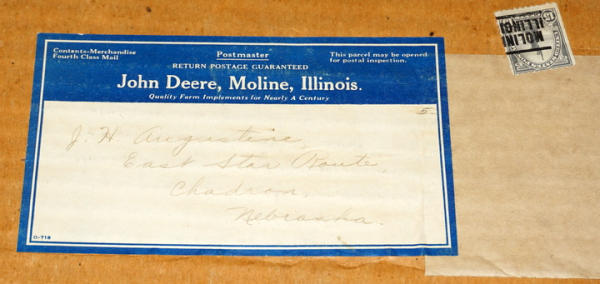 Contents-Merchandise
Fourth Class Mail
Postmaster
This parcel may be opened
for postal inspection.
RETURN POSTAGE GUARANTEED
John Deere, Moline, Illinois.
Quality Farm Implements for Nearly A Century
5-
J. H Augustine,
East Star Route,
Chadron,
Nebraska.
D-718
MOLINE
ILLINOIS